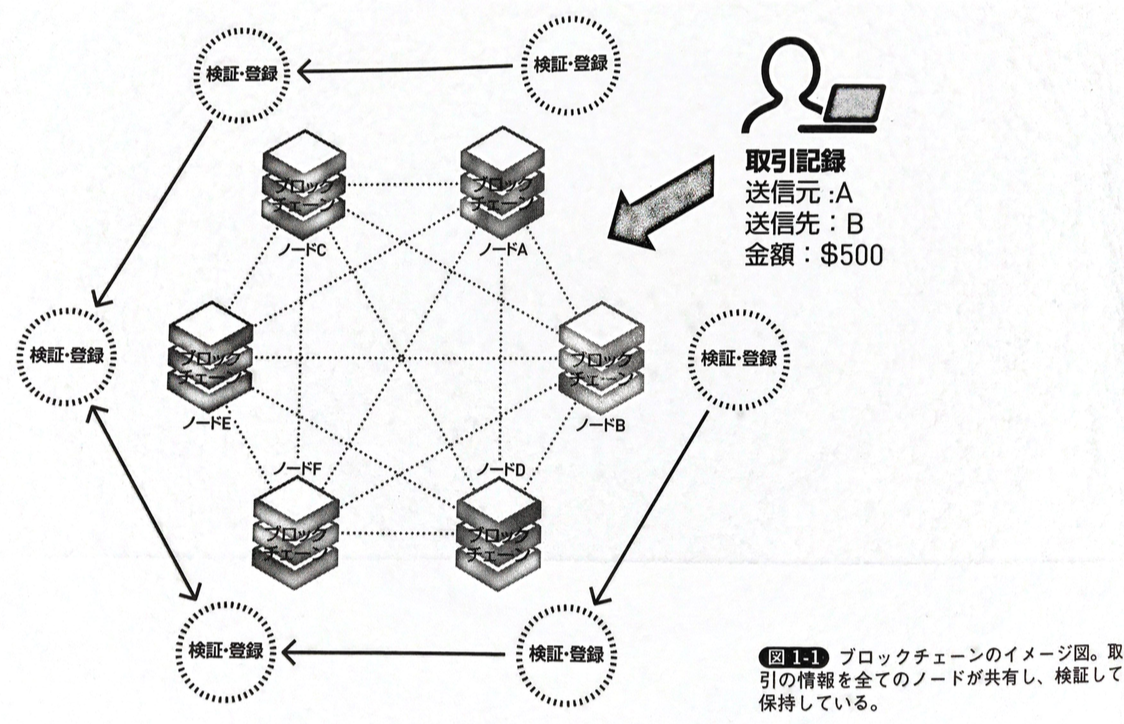 検証・登録
検証・登録
取引記録
送信元：A
送信先：B
金額：$500
ブロック
チェーン
ノードC
ブロック
チェーン
ノードA
検証・登録
ブロック
チェーン
ノードE
ブロック
チェーン
ノードB
検証・登録
ノードF
ブロック
チェーン
ノードD
ブロック
チェーン
検証・登録
検証・登録
図1-1 ブロックチェーンのイメージ図。取
引の情報を全てのノードが共有し、検証して
保持している。